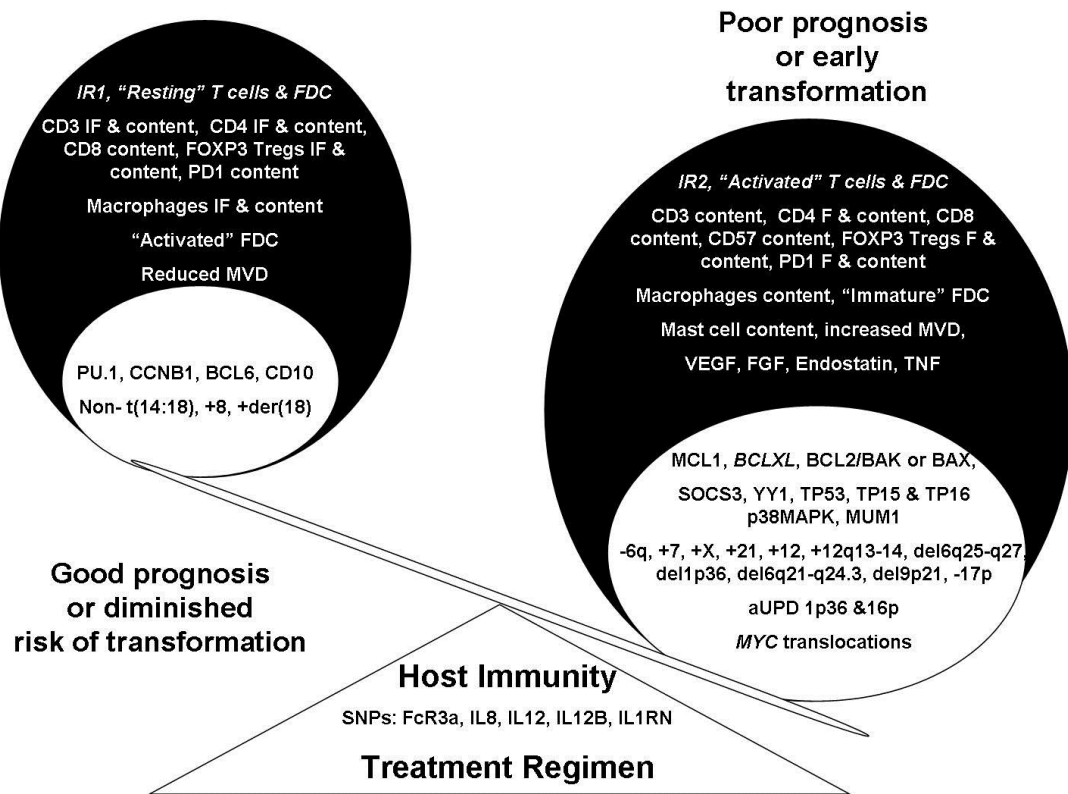 IR1, “Resting” T cells & FDC
CD3 IF & content, CD4 IF & content,
CD8 content, FOXP3 Tregs IF &
content, PD1 content
Macrophages IF & content
“Activated” FDC
Reduced MVD
PU.1, CCNB1, BCL6, CD10
Non- t(14:18), +8, +der(18)
Good prognosis
or diminished
risk of transformation
Poor prognosis
or early
transformation
IR2, “Activated” T cells & FDC
CD3 content, CD4 F & content, CD8
content, CD57 content, FOXP3 Tregs F &
content, PD1 F & content
Macrophages content, “Immature” FDC
Mast cell content, increased MVD,
VEGF, FGF, Endostatin, TNF
MCL1, BCLXL, BCL2/BAK or BAX,
SOCS3, YY1, TP53, TP15 & TP16
p38MAPK, MUM1
-6q, +7, +X, +21, +12, +12q13-14, del6q25-q27,
del1p36, del6q21-q24.3, del9p21, -17p
aUPD 1p36 &16p
MYC translocations
Host Immunity
SNPs: FcR3a, IL8, IL12, IL12B, IL1RN
Treatment Regimen